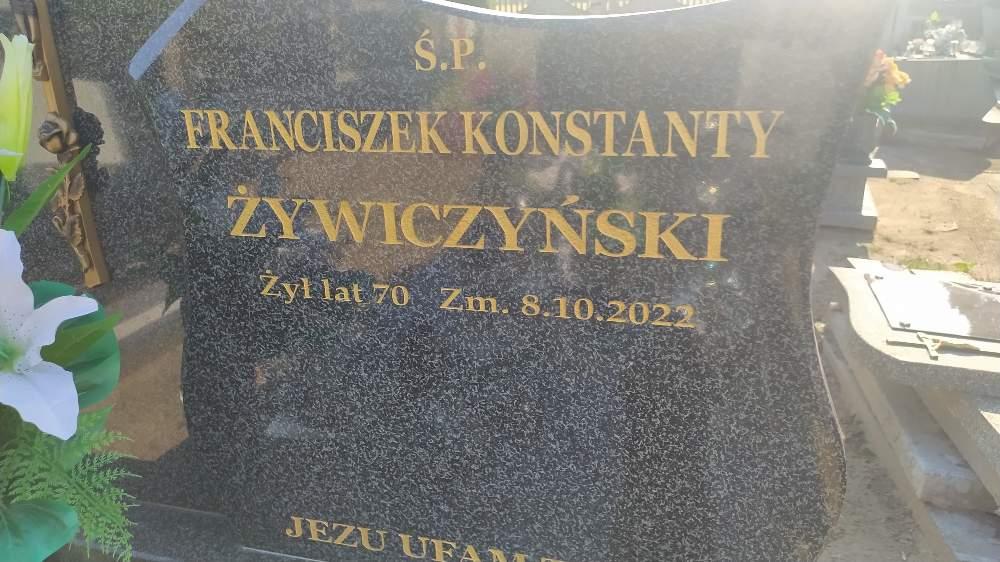 Ś.P.
FRANCISZEK KONSTANTY
ŻYWICZYŃSKI
Żył lat 70 Zm. 8.10.2022
JEZU UFAM